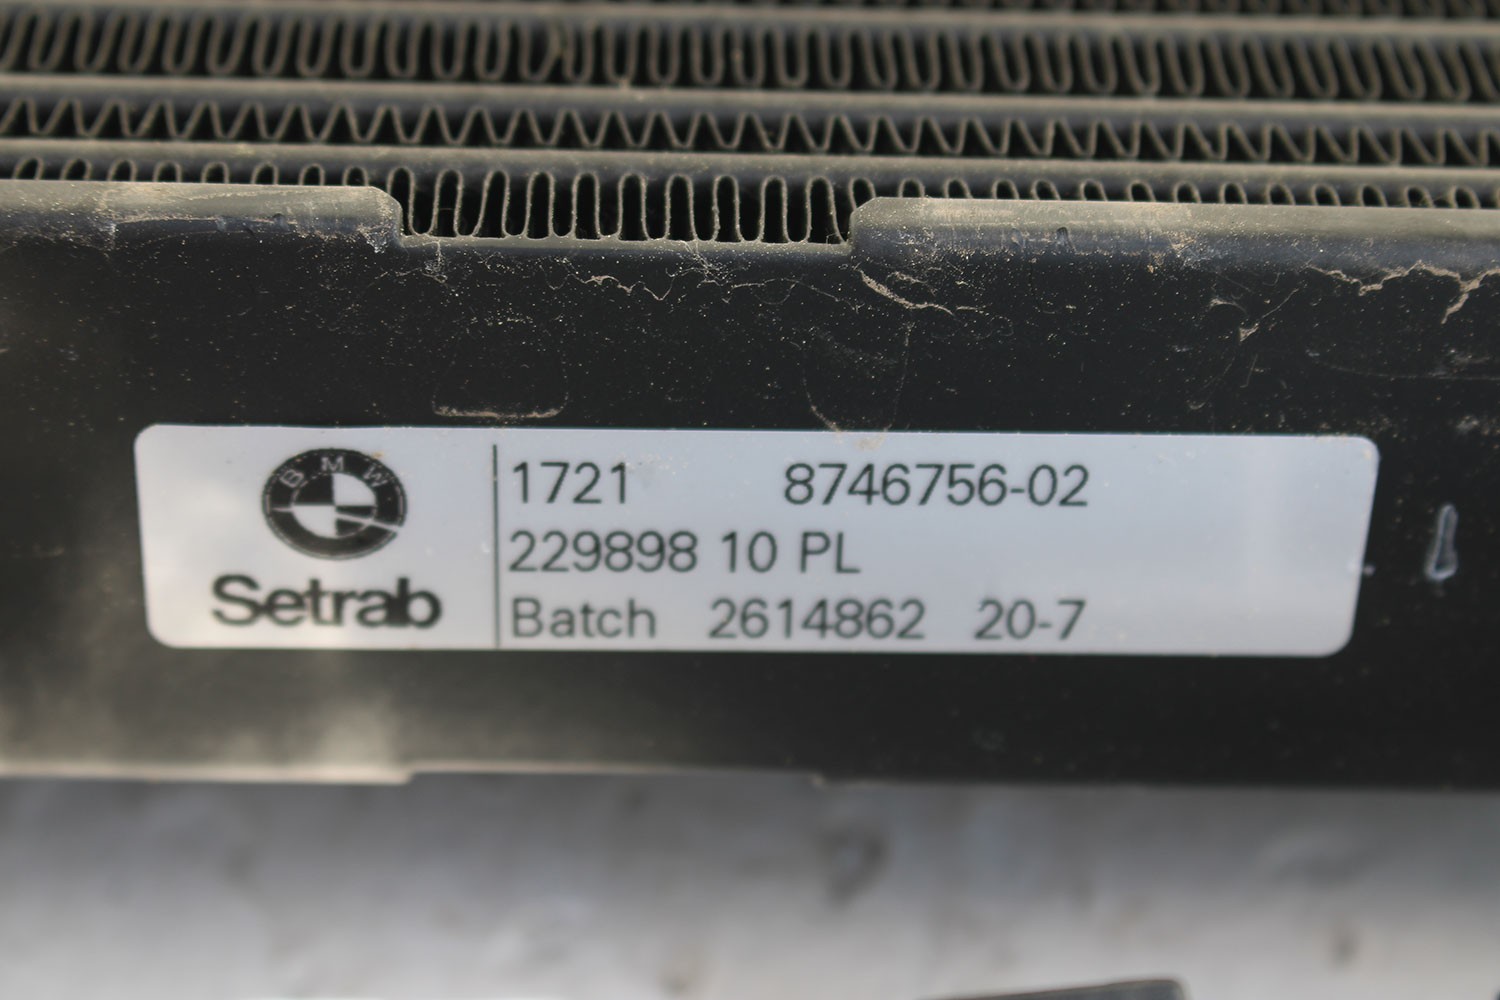 BMW
Setrab
1721 8746756-02
229898 10 PL
Batch 2614862 20-7